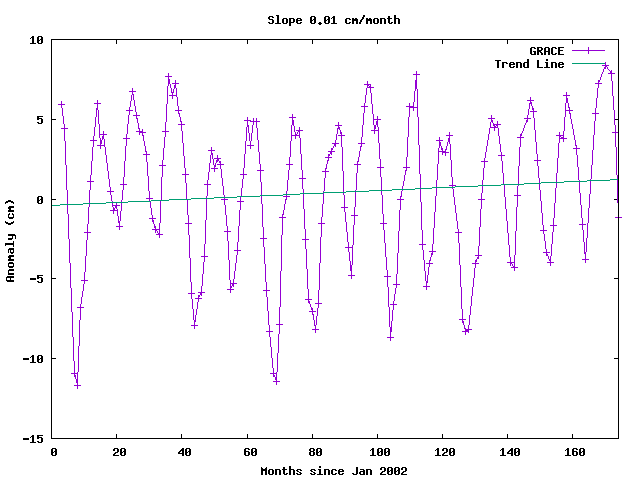 Slope 0.01 cm/month
GRACE
Trend Line
10
5
0
-5
-10
-15
Anomaly (cm)
0 20 40 60 80 100 120 140 160
Months since Jan 2002